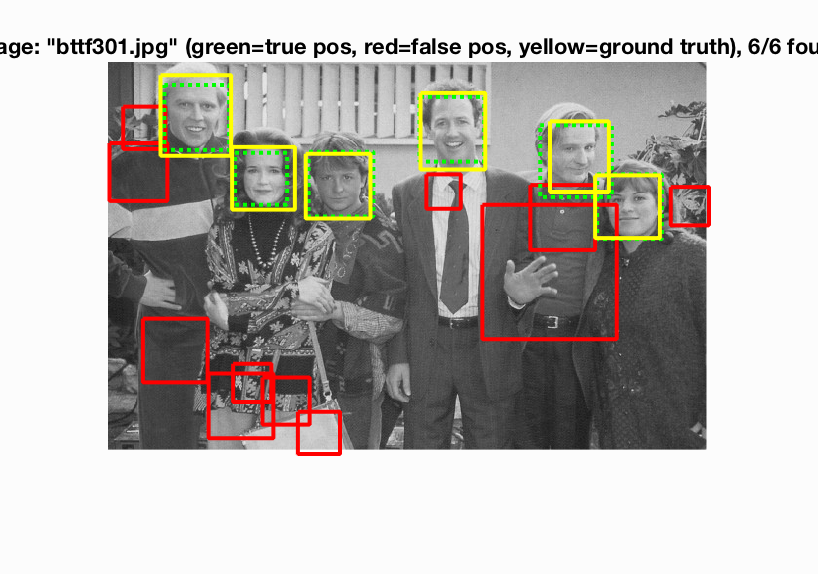 age: "bttf301.jpg" (green=true pos, red=false pos, yellow=ground truth), 6/6 fou